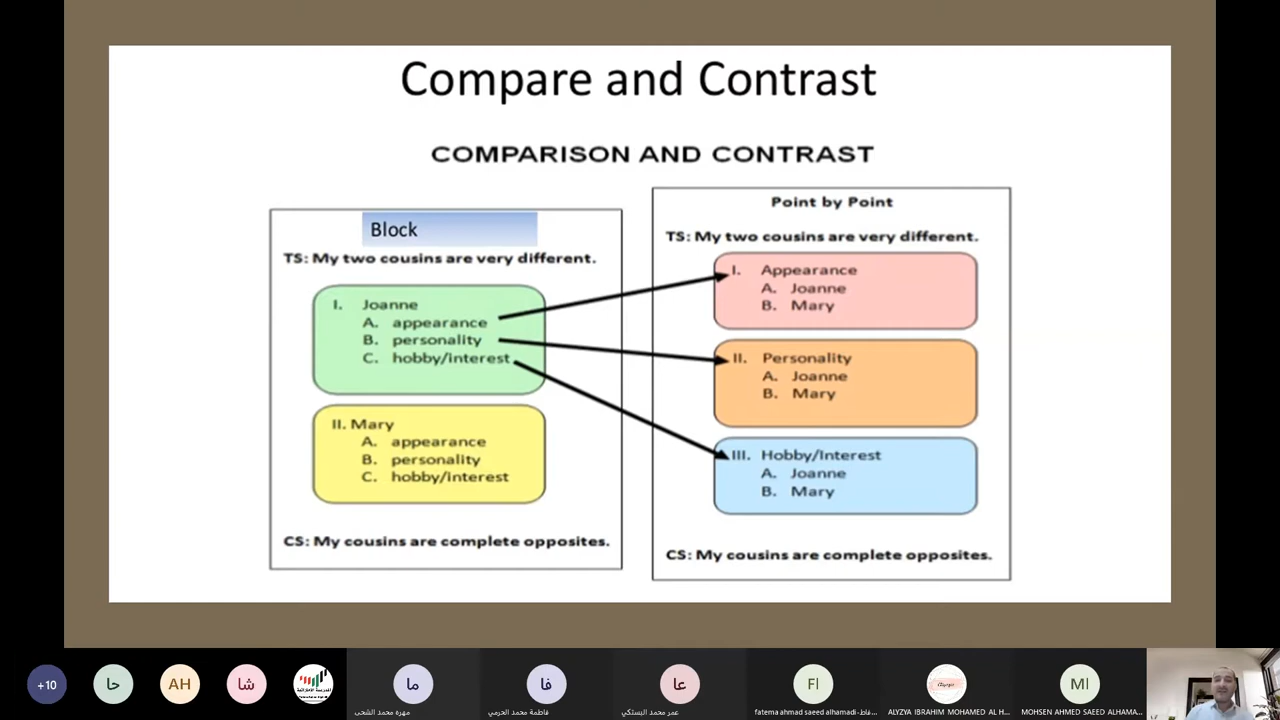 Compare and Contrast
COMPARISON AND CONTRAST
Block
TS: My two cousins are very different.
I. Joanne
A. appearance
B. personality
C. hobby/interest
II. Mary
A. appearance
B. personality
C. hobby/interest
CS: My cousins are complete opposites.
Point by Point
TS: My two cousins are very different.
I. Appearance
A. Joanne
B. Mary
II. Personality
A. Joanne
B. Mary
III. Hobby/Interest
A. Joanne
B. Mary
CS: My cousins are complete opposites.
+10
حا
AH
شا
ما
مهره محمد الشحي
فا
فاطمة محمد الحرمي
عا
عمر محمد البستكي
FI
fatema ahmad saeed alhamadi-فاط...
ALYZYA IBRAHIM MOHAMED AL H...
MI
MOHSEN AHMED SAEED ALHAMA...